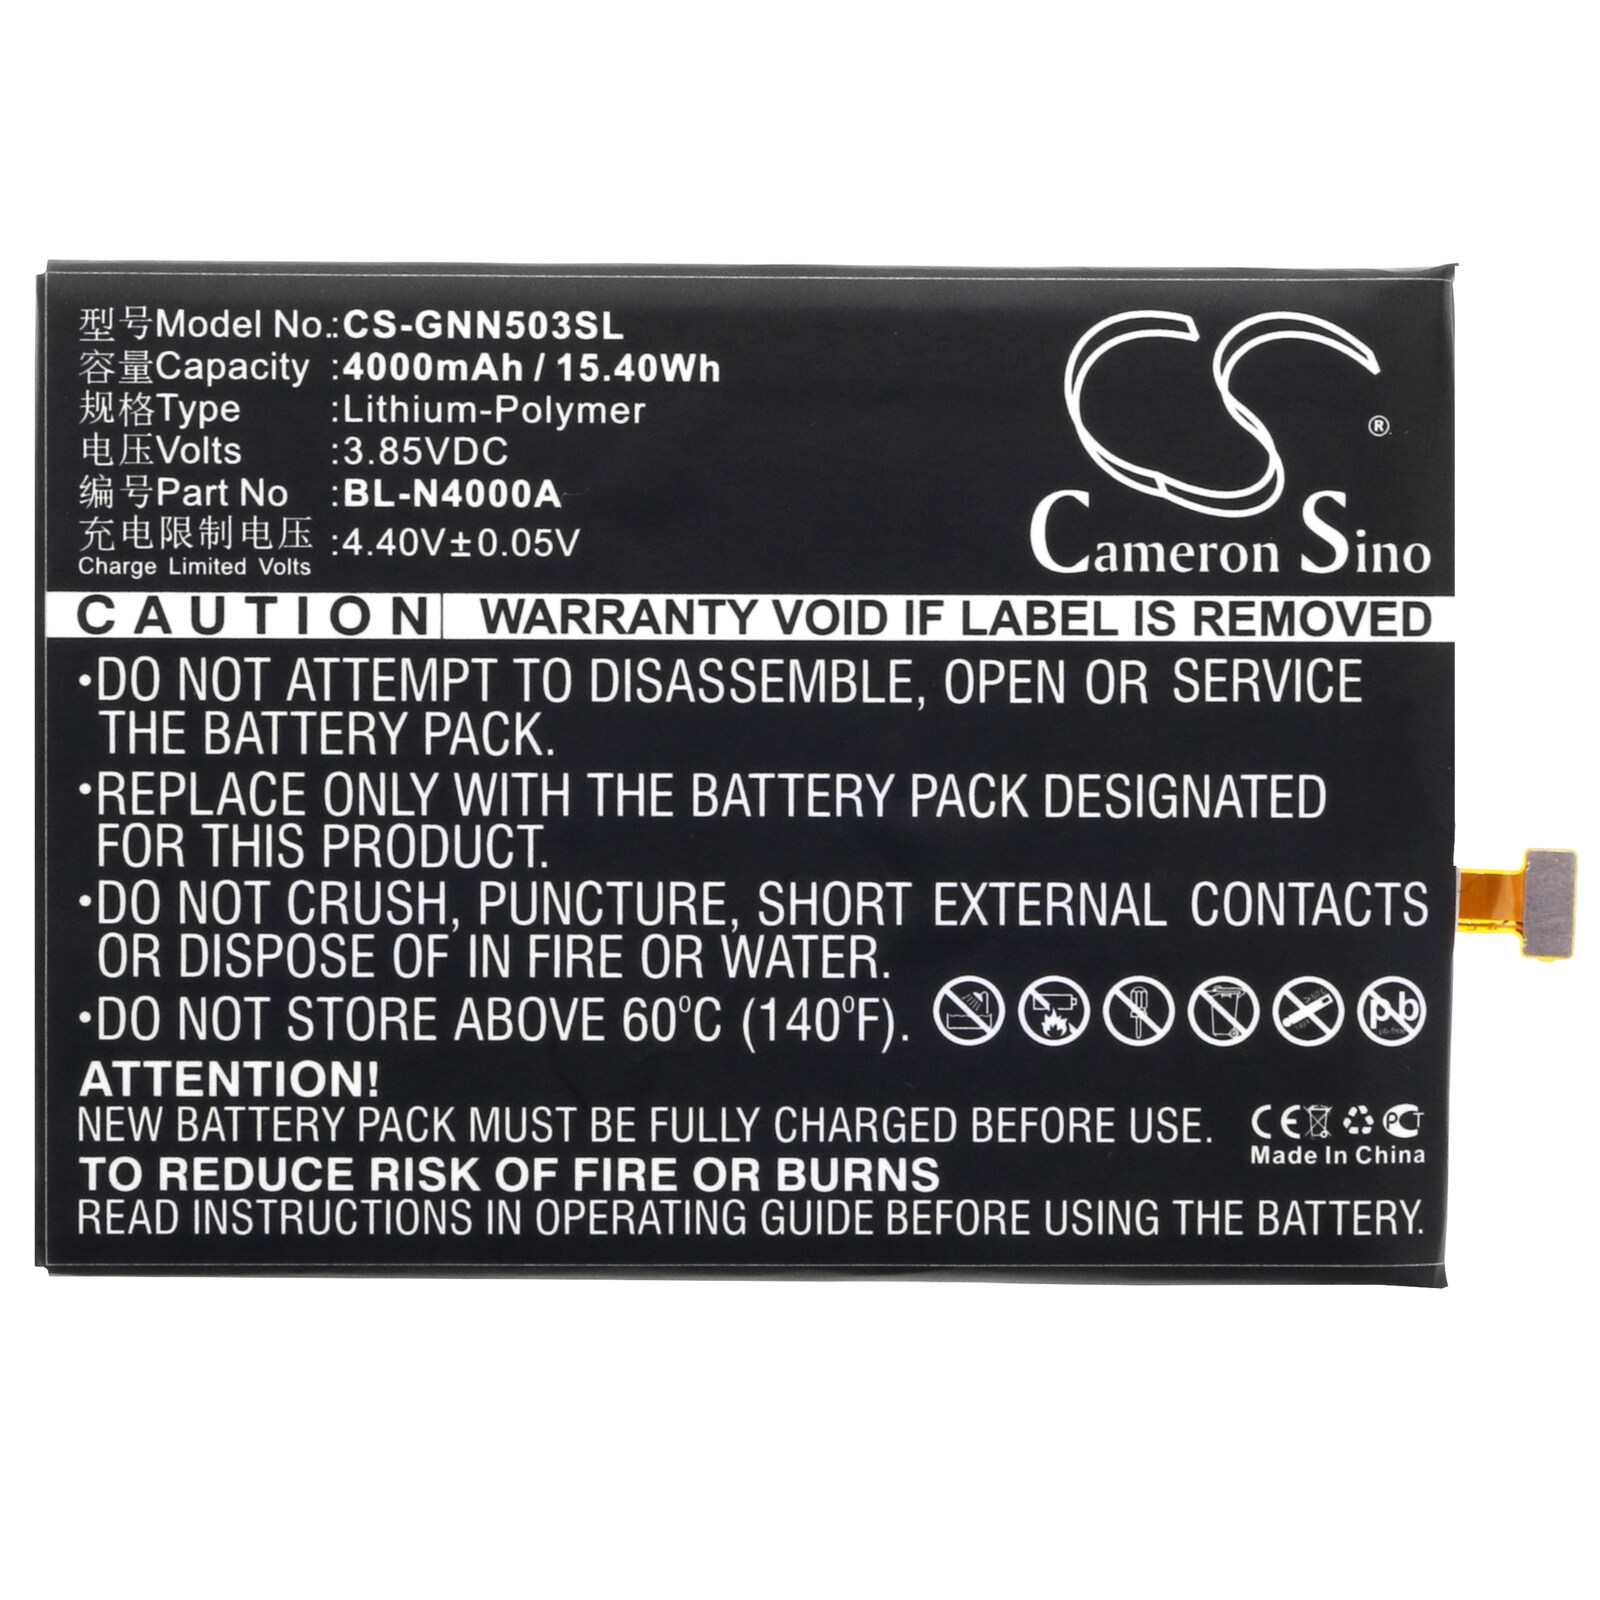 型号Model No.:CS-GNN503SL
容量Capacity :4000mAh / 15.40Wh
规格Type :Lithium-Polymer
电压Volts :3.85VDC
编号Part No :BL-N4000A
充电限制电压 :4.40V±0.05V
Charge Limited Volts
CS®
Cameron Sino
CAUTION WARRANTY VOID IF LABEL IS REMOVED
•DO NOT ATTEMPT TO DISASSEMBLE, OPEN OR SERVICE
THE BATTERY PACK.
•REPLACE ONLY WITH THE BATTERY PACK DESIGNATED
FOR THIS PRODUCT.
•DO NOT CRUSH, PUNCTURE, SHORT EXTERNAL CONTACTS
OR DISPOSE OF IN FIRE OR WATER.
•DO NOT STORE ABOVE 60°C (140°F).
pb
ATTENTION!
NEW BATTERY PACK MUST BE FULLY CHARGED BEFORE USE.
CE PCT
Made In China
TO REDUCE RISK OF FIRE OR BURNS
READ INSTRUCTIONS IN OPERATING GUIDE BEFORE USING THE BATTERY.